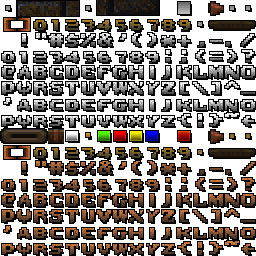 0123456789
!"#$%&'()*+
0123456789:;(=)?
@ABCDEFGHIJKLMNO
PQRSTUVWXYZ[\]^_
'ABCDEFGHIJKLMNO
PQRSTUVWXYZ{|}~
0123456789
!"#$%&'()*+
0123456789:;(=)?
@ABCDEFGHIJKLMNO
PQRSTUVWXYZ[\]^_
'ABCDEFGHIJKLMNO
PQRSTUVWXYZ{|}~